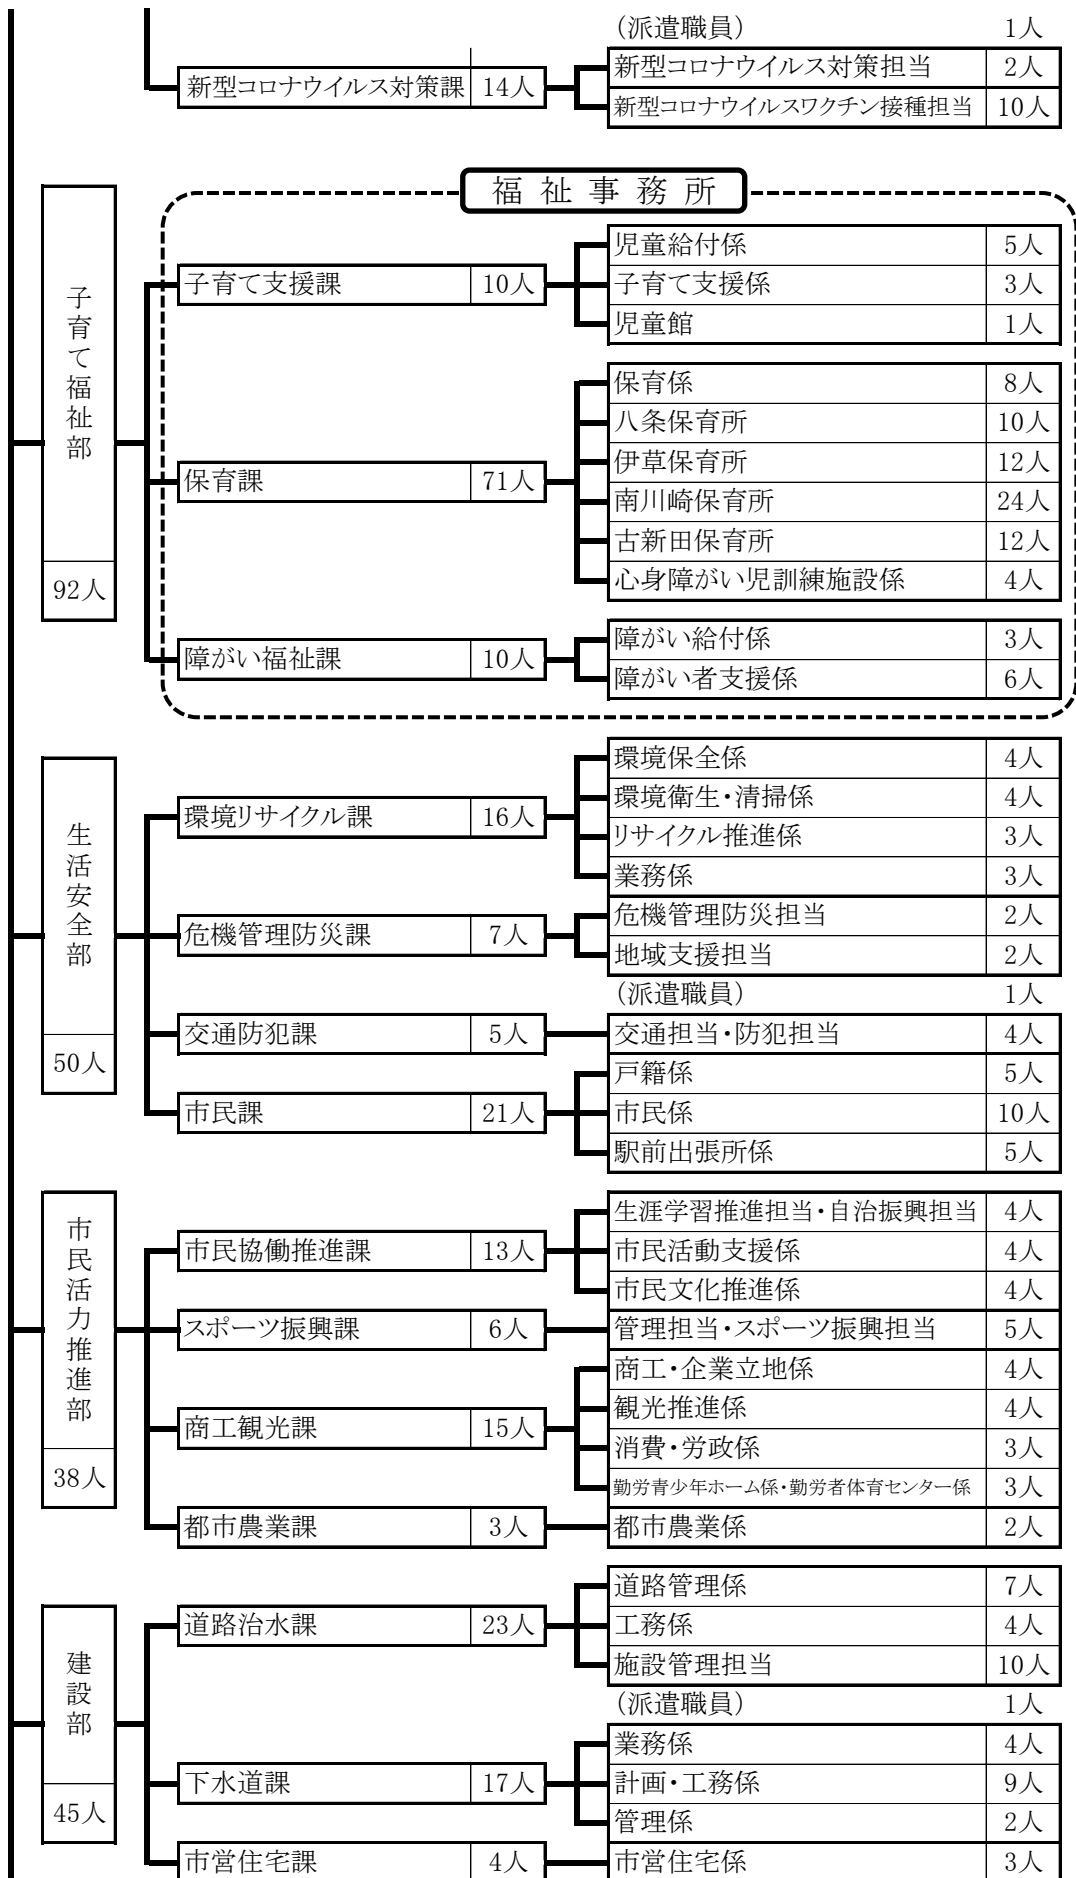 (派遣職員) 1人
新型コロナウイルス対策課 14人
新型コロナウイルス対策担当 2人
新型コロナウイルスワクチン接種担当 10人
福祉事務所
子育て福祉部
92人
子育て支援課 10人
児童給付係 5人
子育て支援係 3人
児童館 1人
保育課 71人
保育係 8人
八条保育所 10人
伊草保育所 12人
南川崎保育所 24人
古新田保育所 12人
心身障がい児訓練施設係 4人
障がい福祉課 10人
障がい給付係 3人
障がい者支援係 6人
生活安全部
50人
環境リサイクル課 16人
環境保全係 4人
環境衛生・清掃係 4人
リサイクル推進係 3人
業務係 3人
危機管理防災課 7人
危機管理防災担当 2人
地域支援担当 2人
(派遣職員) 1人
交通防犯課 5人
交通担当・防犯担当 4人
市民課 21人
戸籍係 5人
市民係 10人
駅前出張所係 5人
市民活力推進部
38人
市民協働推進課 13人
生涯学習推進担当・自治振興担当 4人
市民活動支援係 4人
市民文化推進係 4人
スポーツ振興課 6人
管理担当・スポーツ振興担当 5人
商工観光課 15人
商工・企業立地係 4人
観光推進係 4人
消費・労政係 3人
勤労青少年ホーム係・勤労者体育センター係 3人
都市農業課 3人
都市農業係 2人
建設部
45人
道路治水課 23人
道路管理係 7人
工務係 4人
施設管理担当 10人
(派遣職員) 1人
下水道課 17人
業務係 4人
計画・工務係 9人
管理係 2人
市営住宅課 4人
市営住宅係 3人